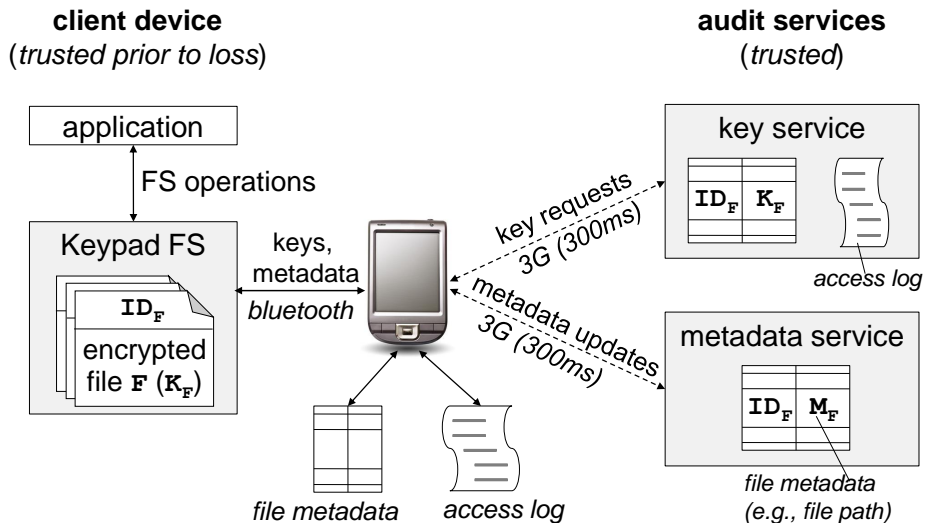 client device
(trusted prior to loss)
audit services
(trusted)
application
FS operations
Keypad FS
ID_F
encrypted
file F (K_F)
keys,
metadata
bluetooth
key requests
3G (300ms)
metadata updates
3G (300ms)
file metadata
access log
key service
ID_F K_F
access log
metadata service
ID_F M_F
file metadata
(e.g., file path)